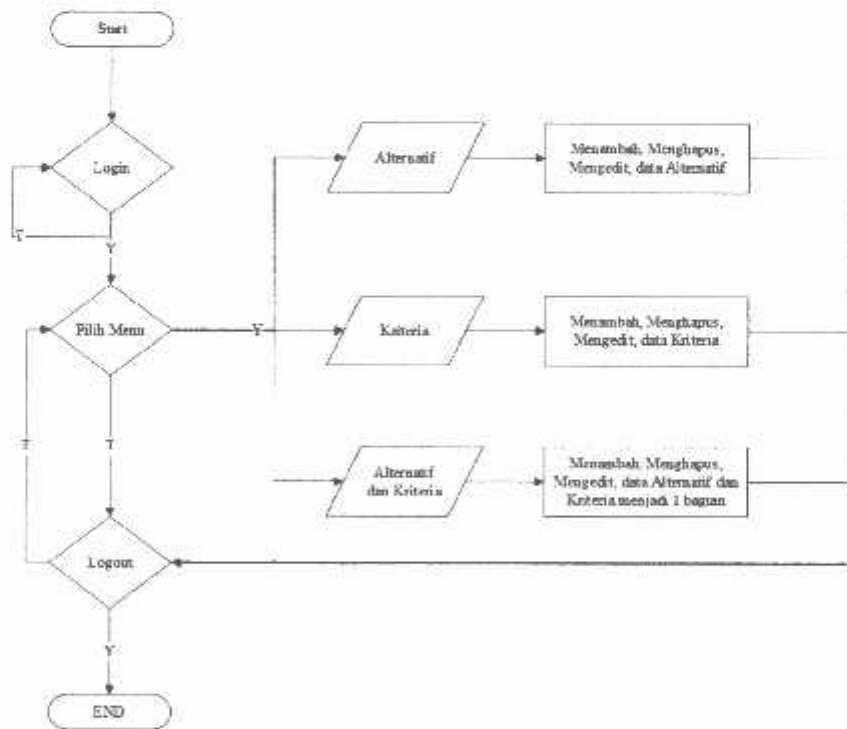 Start
Login
T
Y
Pilih Menu
Y
T
T
Logout
Y
END
Alternatif
Menambah, Menghapus,
Mengedit, data Alternatif
Kriteria
Menambah, Menghapus,
Mengedit, data Kriteria
Alternatif
dan Kriteria
Menambah, Menghapus,
Mengedit, data Alternatif dan
Kriteria menjadi 1 bagian